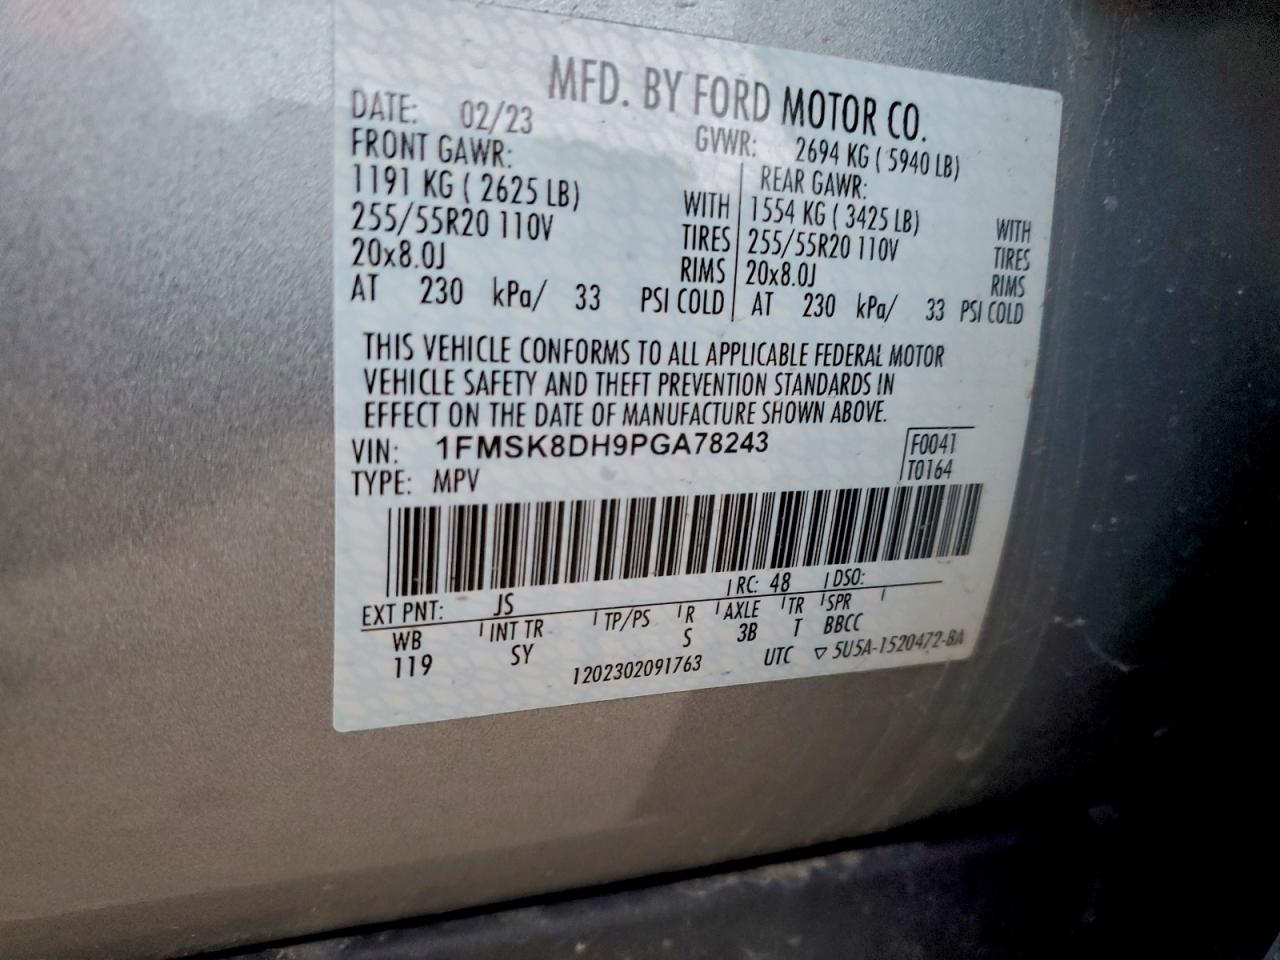 MFD. BY FORD MOTOR CO.
DATE: 02/23 GVWR: 2694 KG ( 5940 LB)
FRONT GAWR: REAR GAWR:
1191 KG ( 2625 LB) WITH 1554 KG ( 3425 LB) WITH
255/55R20 110V TIRES 255/55R20 110V TIRES
20x8.0J RIMS 20x8.0J RIMS
AT 230 kPa/ 33 PSI COLD AT 230 kPa/ 33 PSI COLD
THIS VEHICLE CONFORMS TO ALL APPLICABLE FEDERAL MOTOR
VEHICLE SAFETY AND THEFT PREVENTION STANDARDS IN
EFFECT ON THE DATE OF MANUFACTURE SHOWN ABOVE.
VIN: 1FMSK8DH9PGA78243 F0041
TYPE: MPV T0164
EXT PNT: JS RC: 48 DSO:
WB INT TR TP/PS R AXLE TR SPR
119 SY S 3B T BBCC
1202302091763 UTC ▽ 5U5A-1520472-BA